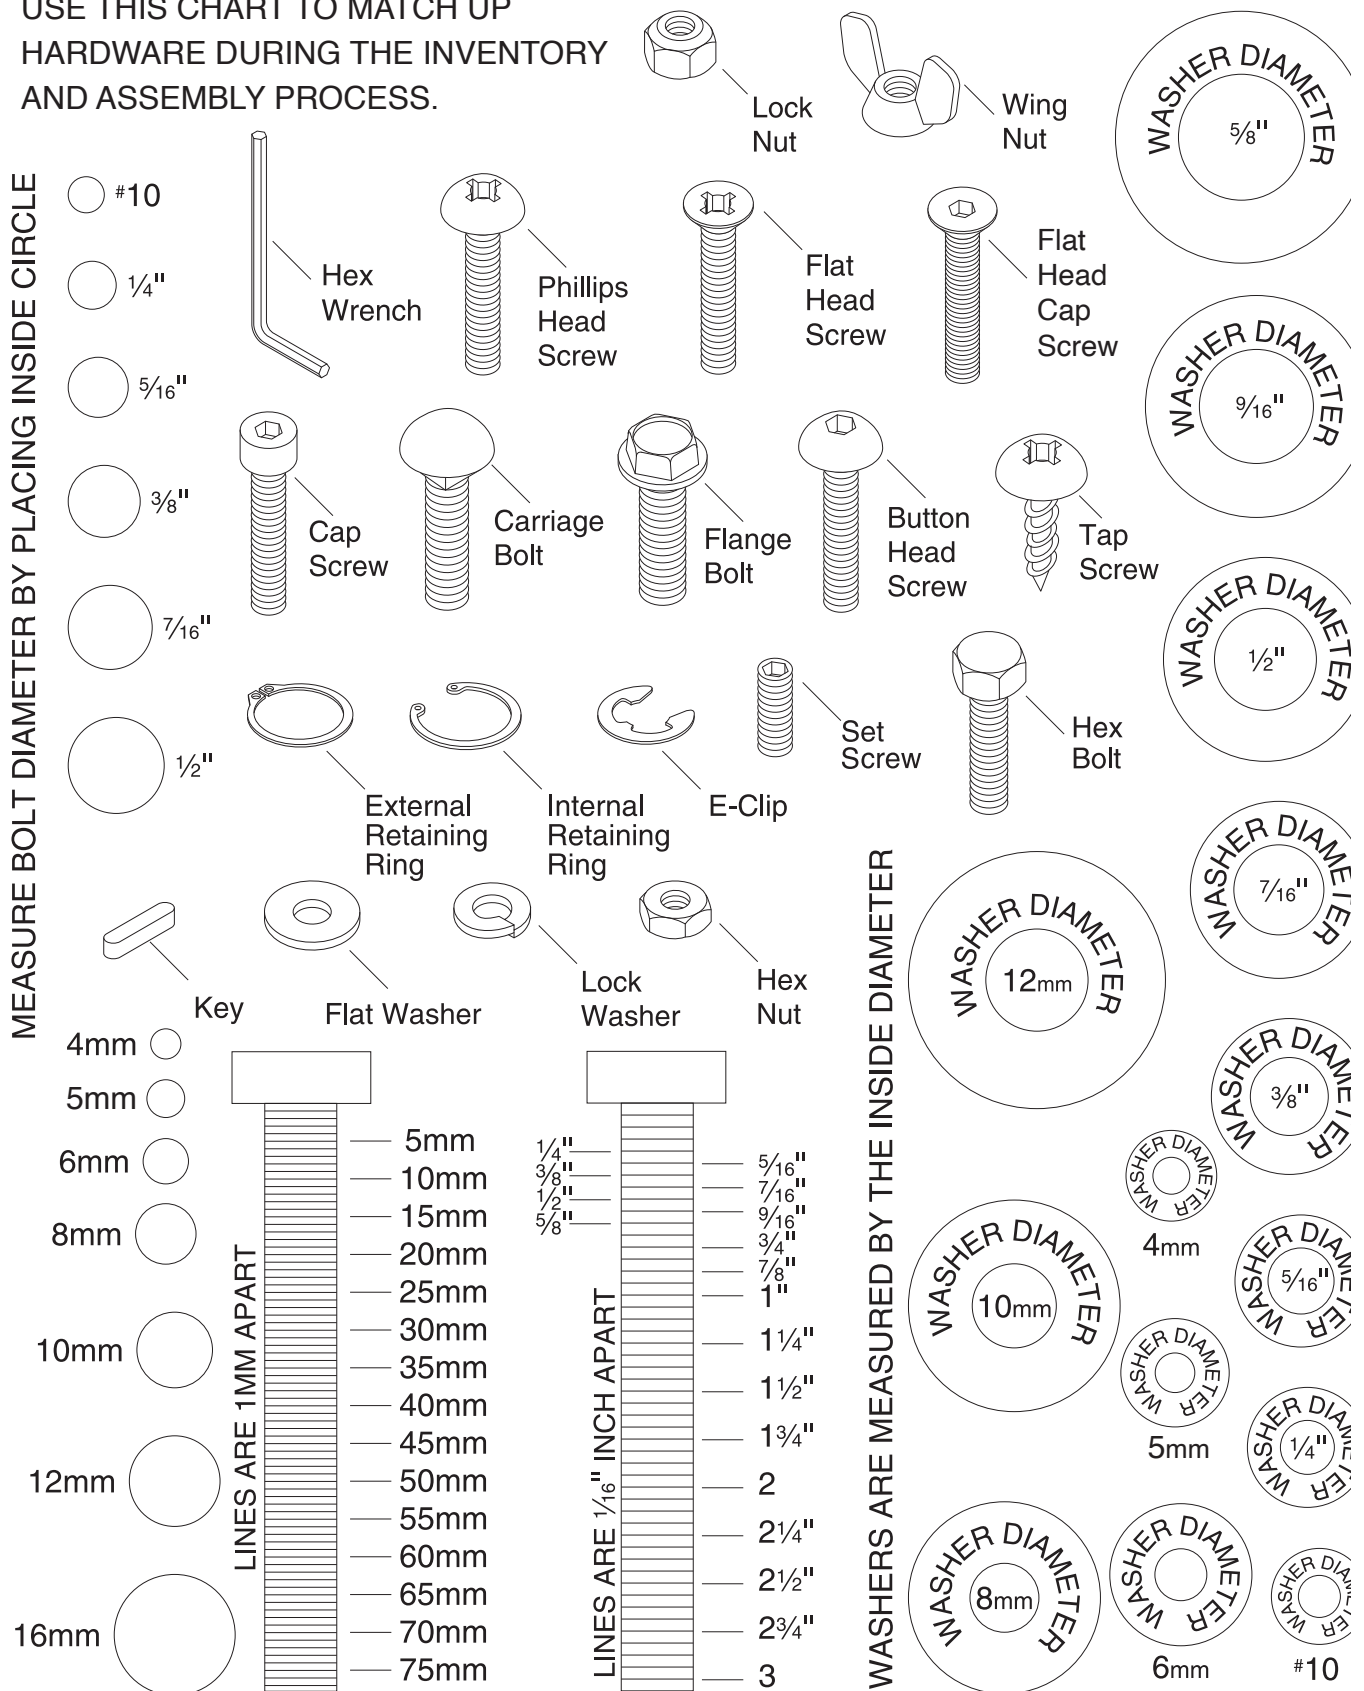 USE THIS CHART TO MATCH UP
HARDWARE DURING THE INVENTORY
AND ASSEMBLY PROCESS.
Lock
Nut
Wing
Nut
MEASURE BOLT DIAMETER BY PLACING INSIDE CIRCLE
#10
1/4"
5/16"
3/8"
7/16"
1/2"
Hex
Wrench
Phillips
Head
Screw
Flat
Head
Screw
Flat
Head
Cap
Screw
Cap
Screw
Carriage
Bolt
Flange
Bolt
Button
Head
Screw
Tap
Screw
External
Retaining
Ring
Internal
Retaining
Ring
E-Clip
Set
Screw
Hex
Bolt
Key
Flat Washer
Lock
Washer
Hex
Nut
4mm
5mm
6mm
8mm
10mm
12mm
16mm
LINES ARE 1MM APART
5mm
10mm
15mm
20mm
25mm
30mm
35mm
40mm
45mm
50mm
55mm
60mm
65mm
70mm
75mm
LINES ARE 1/16" INCH APART
1/4"
3/8"
1/2"
5/8"
5/16"
7/16"
9/16"
3/4"
7/8"
1"
1 1/4"
1 1/2"
1 3/4"
2
2 1/4"
2 1/2"
2 3/4"
3
WASHERS ARE MEASURED BY THE INSIDE DIAMETER
WASHER DIAMETER
5/8"
WASHER DIAMETER
9/16"
WASHER DIAMETER
1/2"
WASHER DIAMETER
7/16"
WASHER DIAMETER
12mm
WASHER DIAMETER
3/8"
WASHER DIAMETER
4mm
WASHER DIAMETER
5/16"
WASHER DIAMETER
10mm
WASHER DIAMETER
5mm
WASHER DIAMETER
1/4"
WASHER DIAMETER
8mm
WASHER DIAMETER
6mm
WASHER DIAMETER
#10